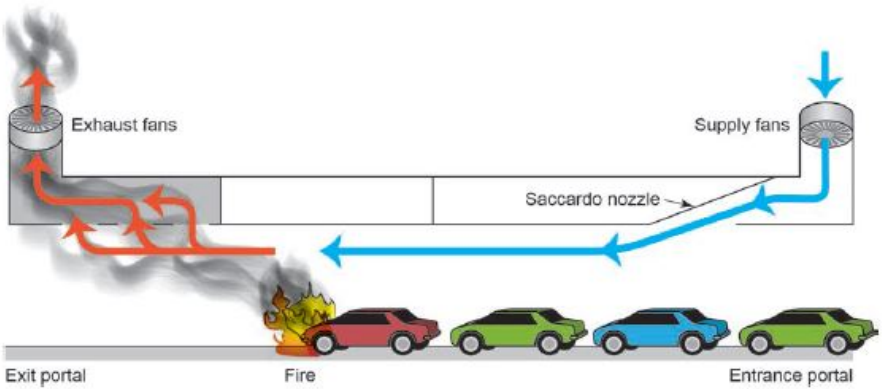 Exhaust fans
Supply fans
Saccardo nozzle
Exit portal
Fire
Entrance portal